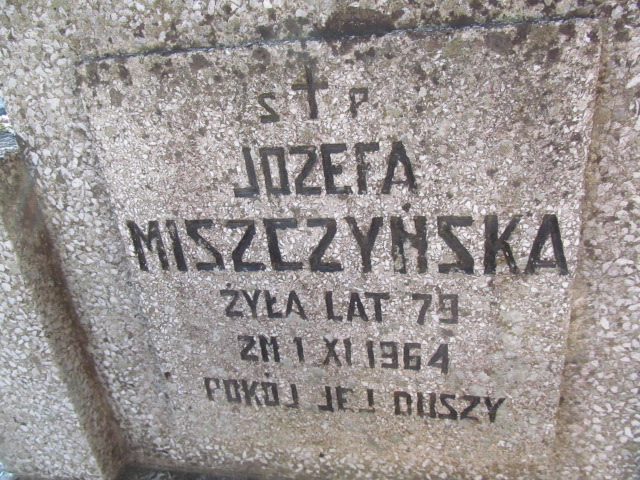 S † P
JÓZEFA
MISZCZYŃSKA
ŻYŁA LAT 79
ZM 1 XI 1964
POKÓJ JEJ DUSZY